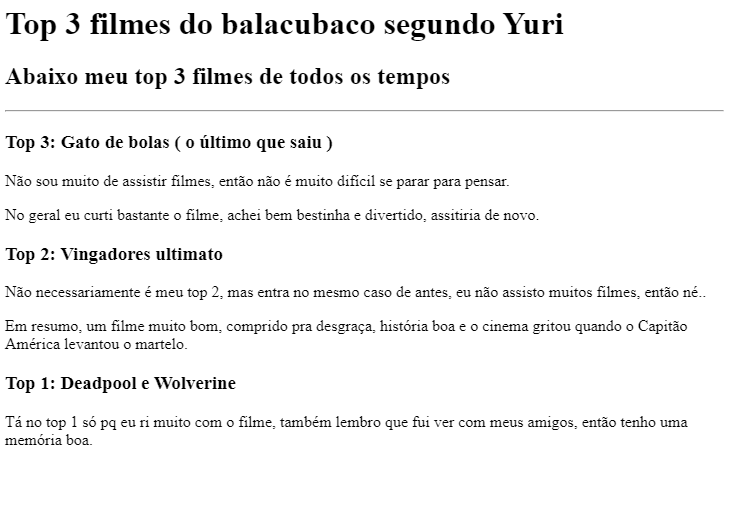 Top 3 filmes do balacubaco segundo Yuri
Abaixo meu top 3 filmes de todos os tempos
Top 3: Gato de bolas ( o último que saiu )
Não sou muito de assistir filmes, então não é muito difícil se parar para pensar.
No geral eu curti bastante o filme, achei bem bestinha e divertido, assitiria de novo.
Top 2: Vingadores ultimato
Não necessariamente é meu top 2, mas entra no mesmo caso de antes, eu não assisto muitos filmes, então né..
Em resumo, um filme muito bom, comprido pra desgraça, história boa e o cinema gritou quando o Capitão
América levantou o martelo.
Top 1: Deadpool e Wolverine
Tá no top 1 só pq eu ri muito com o filme, também lembro que fui ver com meus amigos, então tenho uma
memória boa.